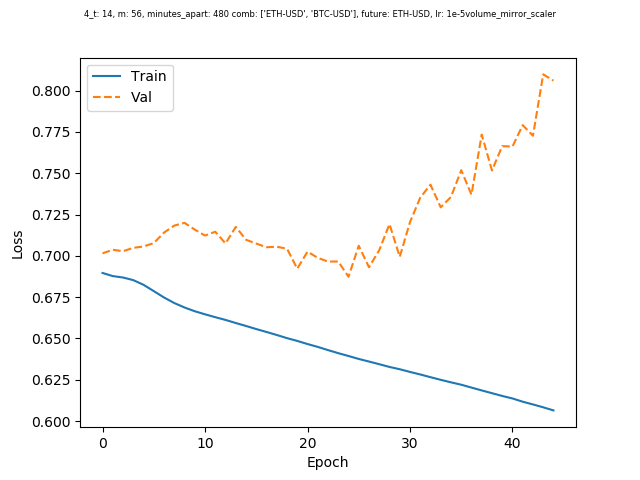 4_t: 14, m: 56, minutes_apart: 480 comb: ['ETH-USD', 'BTC-USD'], future: ETH-USD, lr: 1e-5volume_mirror_scaler
Train
Val
0.800
0.775
0.750
0.725
0.700
0.675
0.650
0.625
0.600
Loss
0 10 20 30 40
Epoch